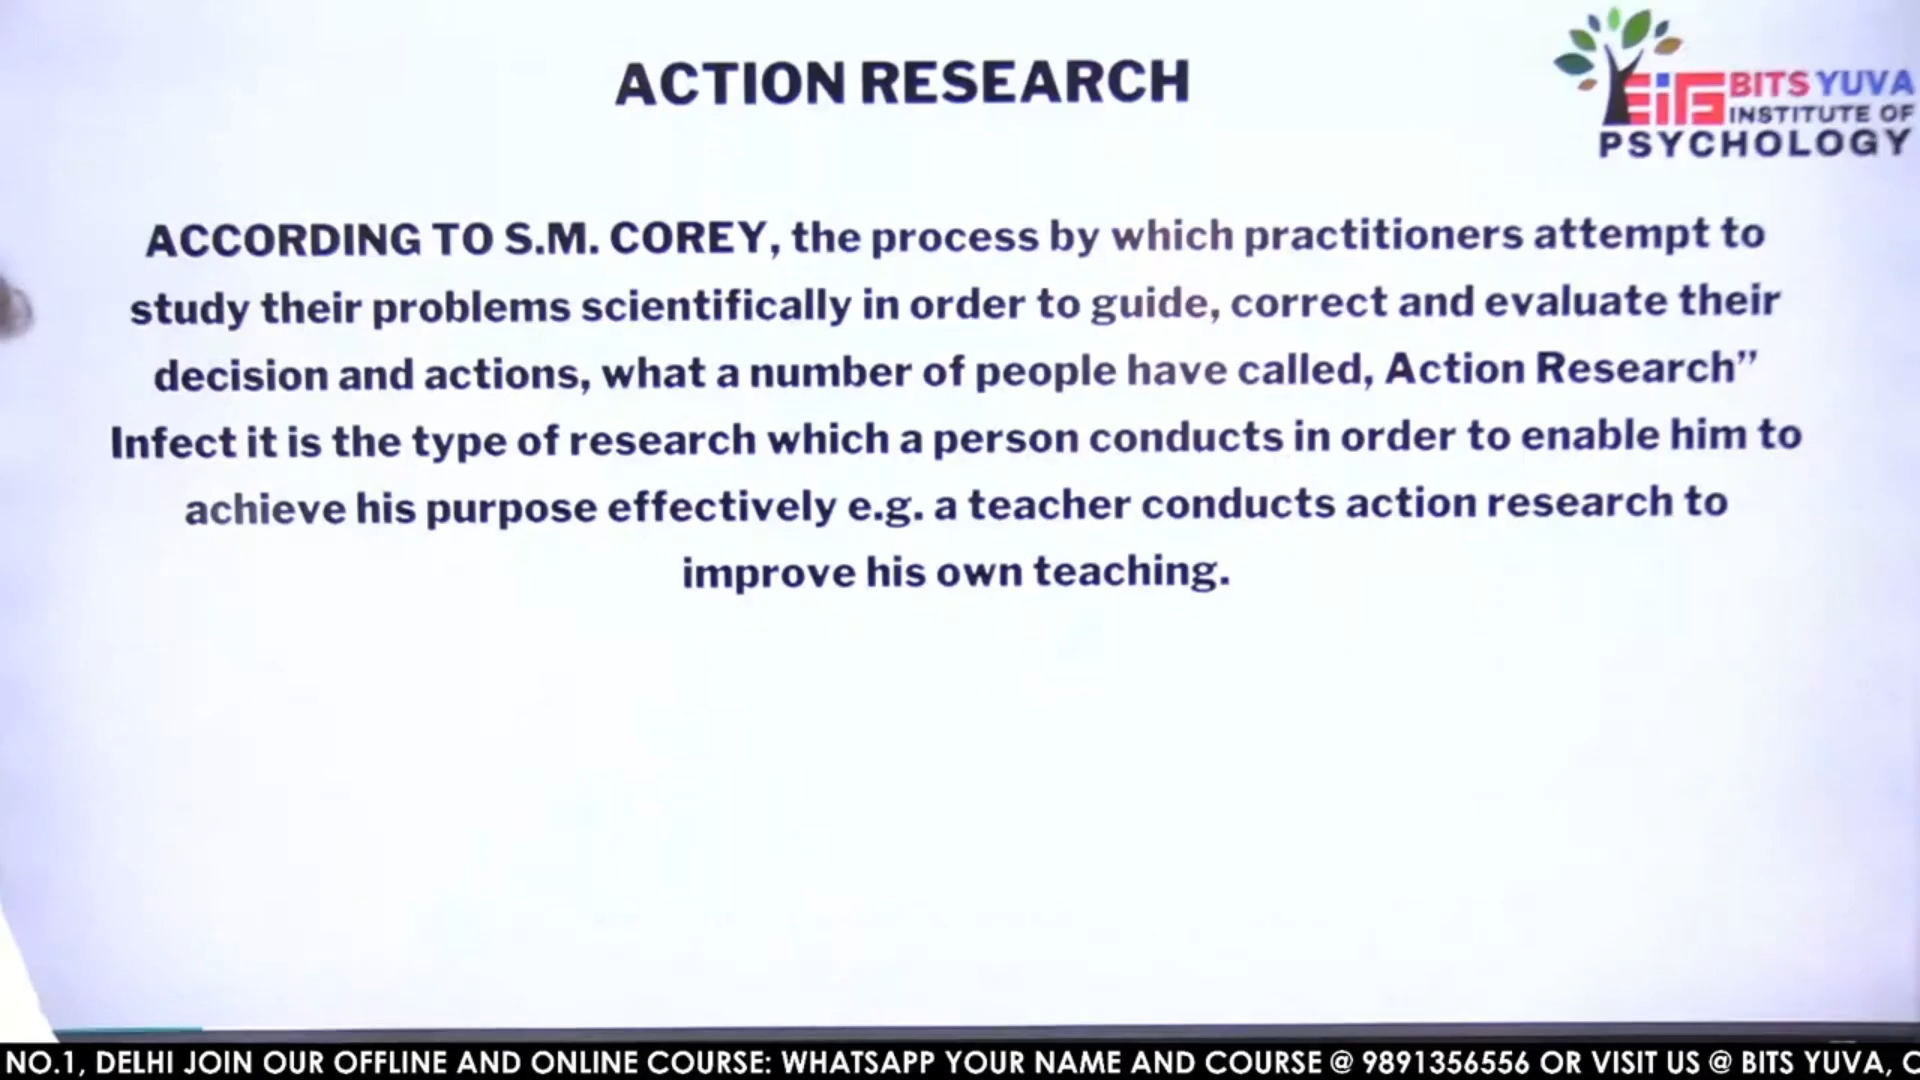 ACTION RESEARCH
BITS YUVA
INSTITUTE OF
PSYCHOLOGY
ACCORDING TO S.M. COREY, the process by which practitioners attempt to
study their problems scientifically in order to guide, correct and evaluate their
decision and actions, what a number of people have called, Action Research”
Infect it is the type of research which a person conducts in order to enable him to
achieve his purpose effectively e.g. a teacher conducts action research to
improve his own teaching.
NO.1, DELHI JOIN OUR OFFLINE AND ONLINE COURSE: WHATSAPP YOUR NAME AND COURSE @ 9891356556 OR VISIT US @ BITS YUVA,